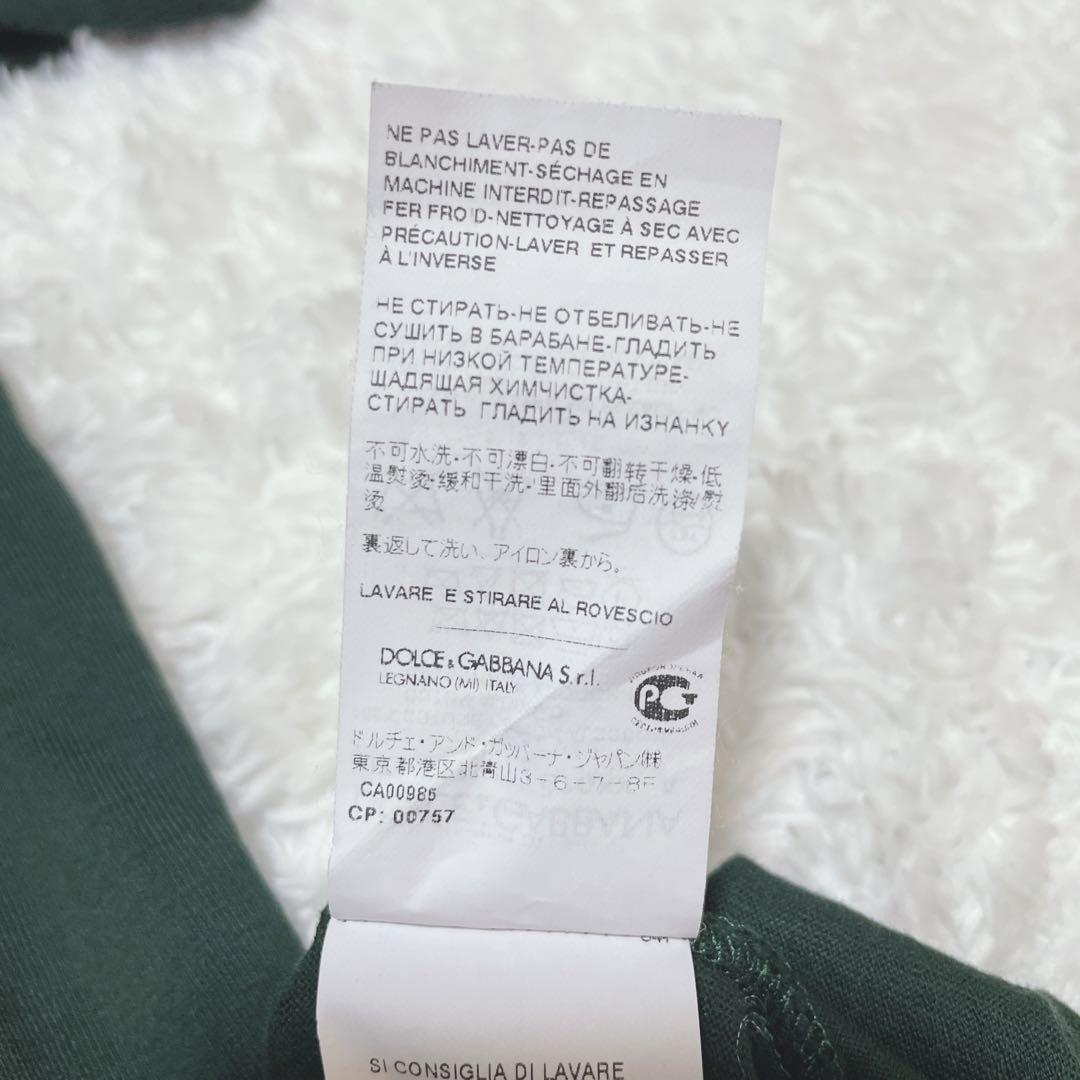 NE PAS LAVER-PAS DE
BLANCHIMENT-SÉCHAGE EN
MACHINE INTERDIT-REPASSAGE
FER FROID-NETTOYAGE À SEC AVEC
PRÉCAUTION-LAVER ET REPASSER
À L'INVERSE
НЕ СТИРАТЬ-НЕ ОТБЕЛИВАТЬ-НЕ
СУШИТЬ В БАРАБАНЕ-ГЛАДИТЬ
ПРИ НИЗКОЙ ТЕМПЕРАТУРЕ-
ЩАДЯЩАЯ ХИМЧИСТКА-
СТИРАТЬ ГЛАДИТЬ НА ИЗНАНКУ
不可水洗-不可漂白-不可翻转干燥-低
温熨烫-缓和干洗-里面外翻后洗涤/熨
烫
裏返して洗い、アイロン裏から。
LAVARE E STIRARE AL ROVESCIO
DOLCE & GABBANA S.r.l.
LEGNANO (MI) ITALY
PCT
ドルチェ・アンド・ガッバーナ・ジャパン(株)
東京都港区北青山3-6-7-8F
CA00985
CP: 00757
SI CONSIGLIA DI LAVARE